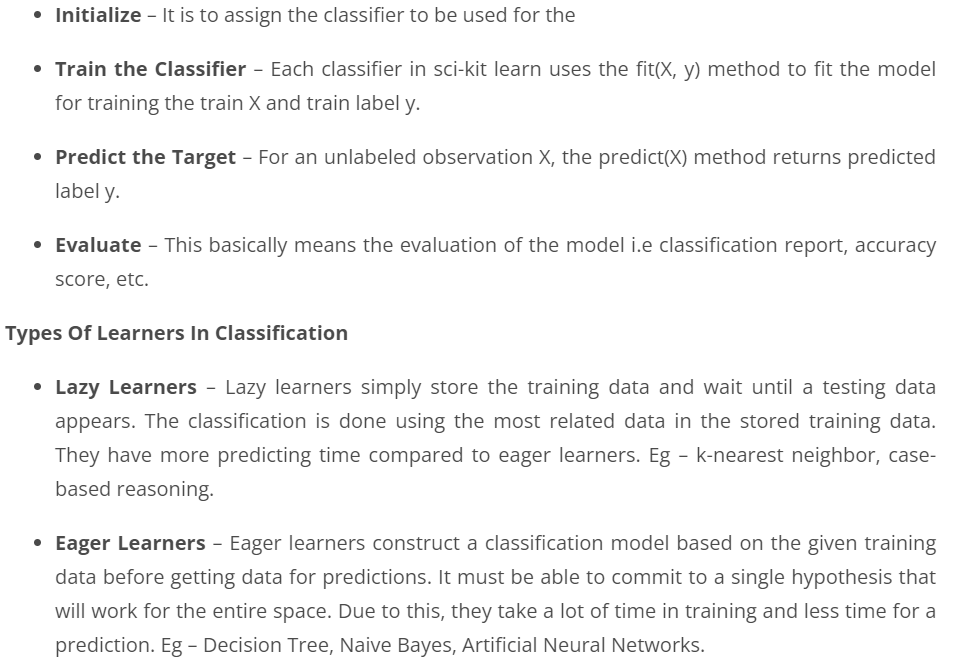 • Initialize – It is to assign the classifier to be used for the
• Train the Classifier – Each classifier in sci-kit learn uses the fit(X, y) method to fit the model
for training the train X and train label y.
• Predict the Target – For an unlabeled observation X, the predict(X) method returns predicted
label y.
• Evaluate – This basically means the evaluation of the model i.e classification report, accuracy
score, etc.
Types Of Learners In Classification
• Lazy Learners – Lazy learners simply store the training data and wait until a testing data
appears. The classification is done using the most related data in the stored training data.
They have more predicting time compared to eager learners. Eg – k-nearest neighbor, case-
based reasoning.
• Eager Learners – Eager learners construct a classification model based on the given training
data before getting data for predictions. It must be able to commit to a single hypothesis that
will work for the entire space. Due to this, they take a lot of time in training and less time for a
prediction. Eg – Decision Tree, Naive Bayes, Artificial Neural Networks.